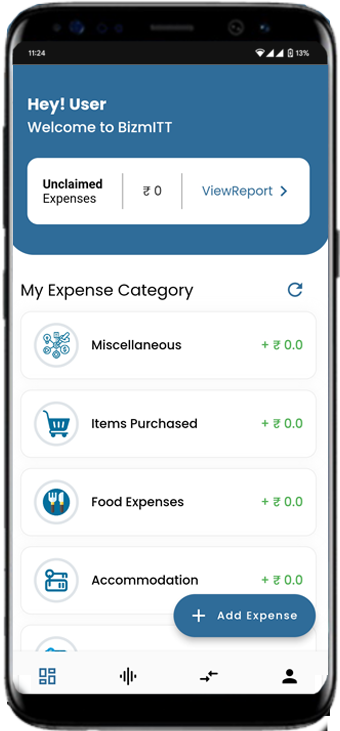 11:24
13%
Hey! User
Welcome to BizmITT
Unclaimed
Expenses
₹ 0
ViewReport
My Expense Category
Miscellaneous
+ ₹ 0.0
Items Purchased
+ ₹ 0.0
Food Expenses
+ ₹ 0.0
Accommodation
+ ₹ 0.0
+ Add Expense